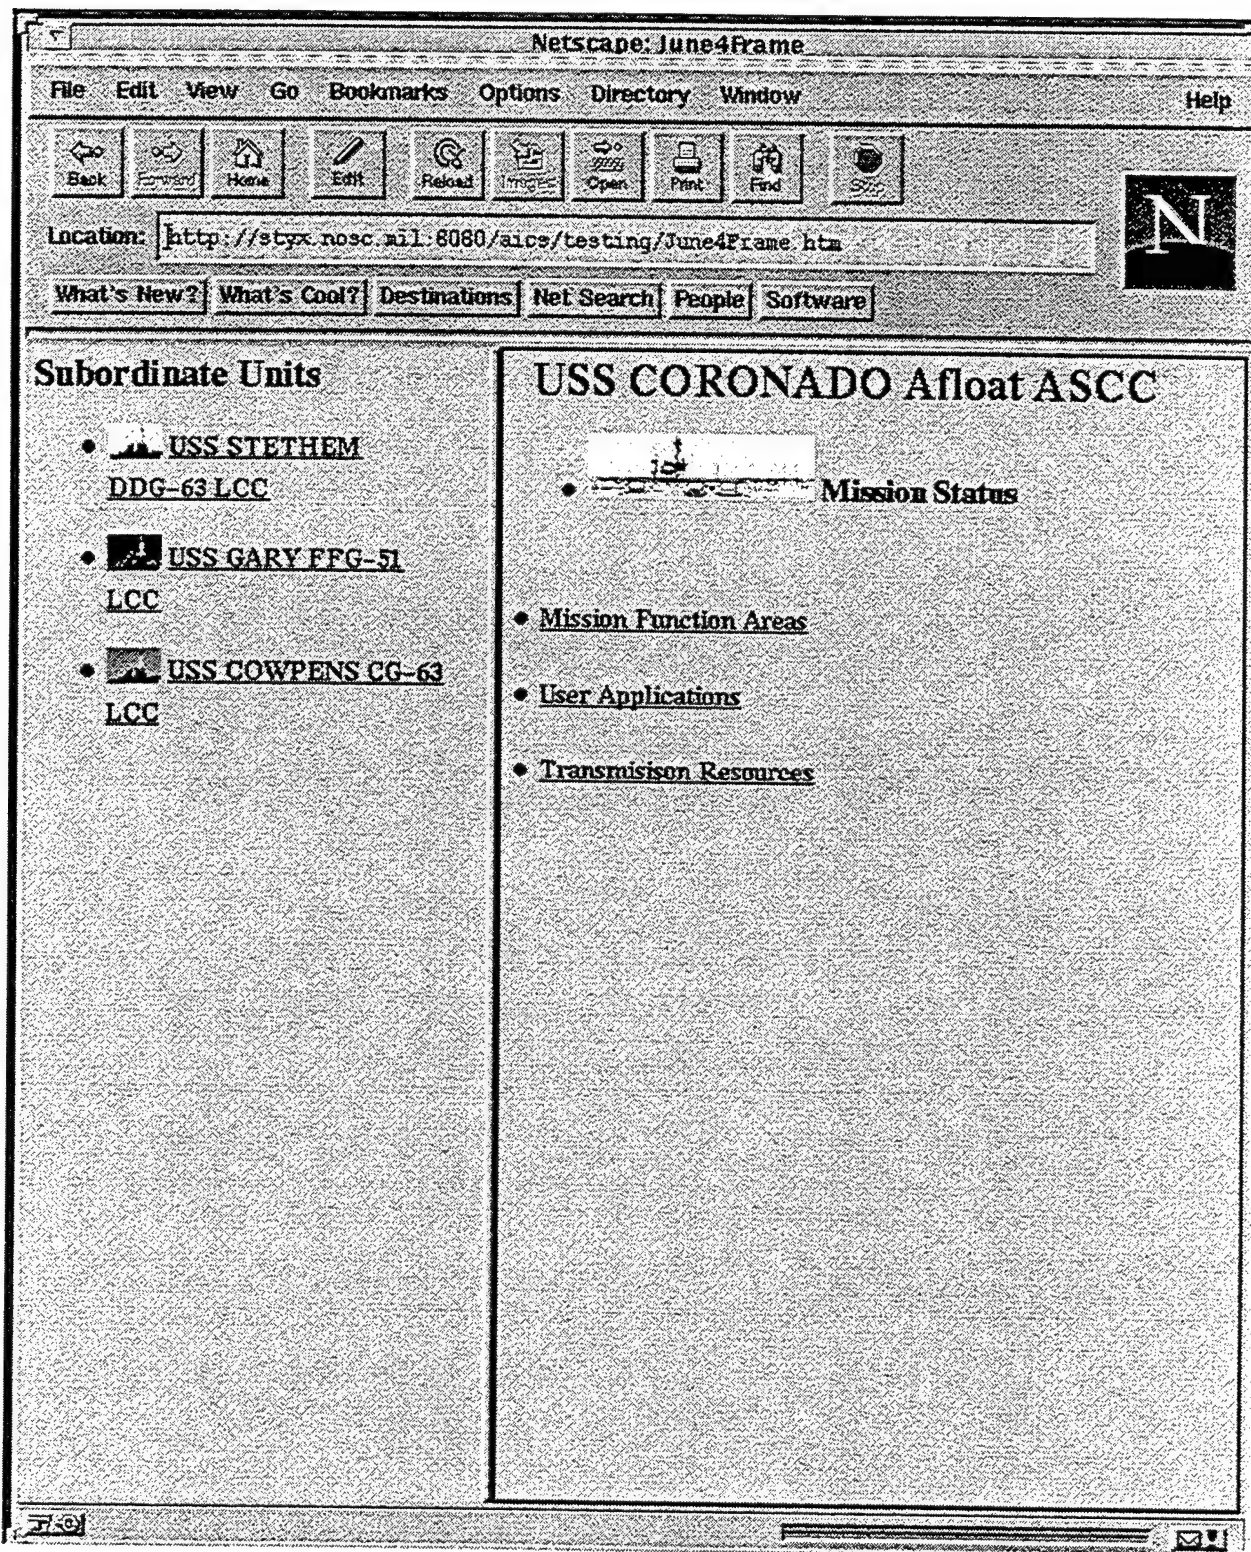 Netscape: June4Frame
File Edit View Go Bookmarks Options Directory Window Help
Back Forward Home Edit Reload Images Open Print Find Stop
N
Location: http://styx.nosc.mil:8080/aics/testing/June4Frame.htm
What's New? What's Cool? Destinations Net Search People Software
Subordinate Units
USS STETHEM
DDG-63 LCC
USS GARY FFG-51
LCC
USS COWPENS CG-63
LCC
USS CORONADO Afloat ASCC
Mission Status
Mission Function Areas
User Applications
Transmisison Resources